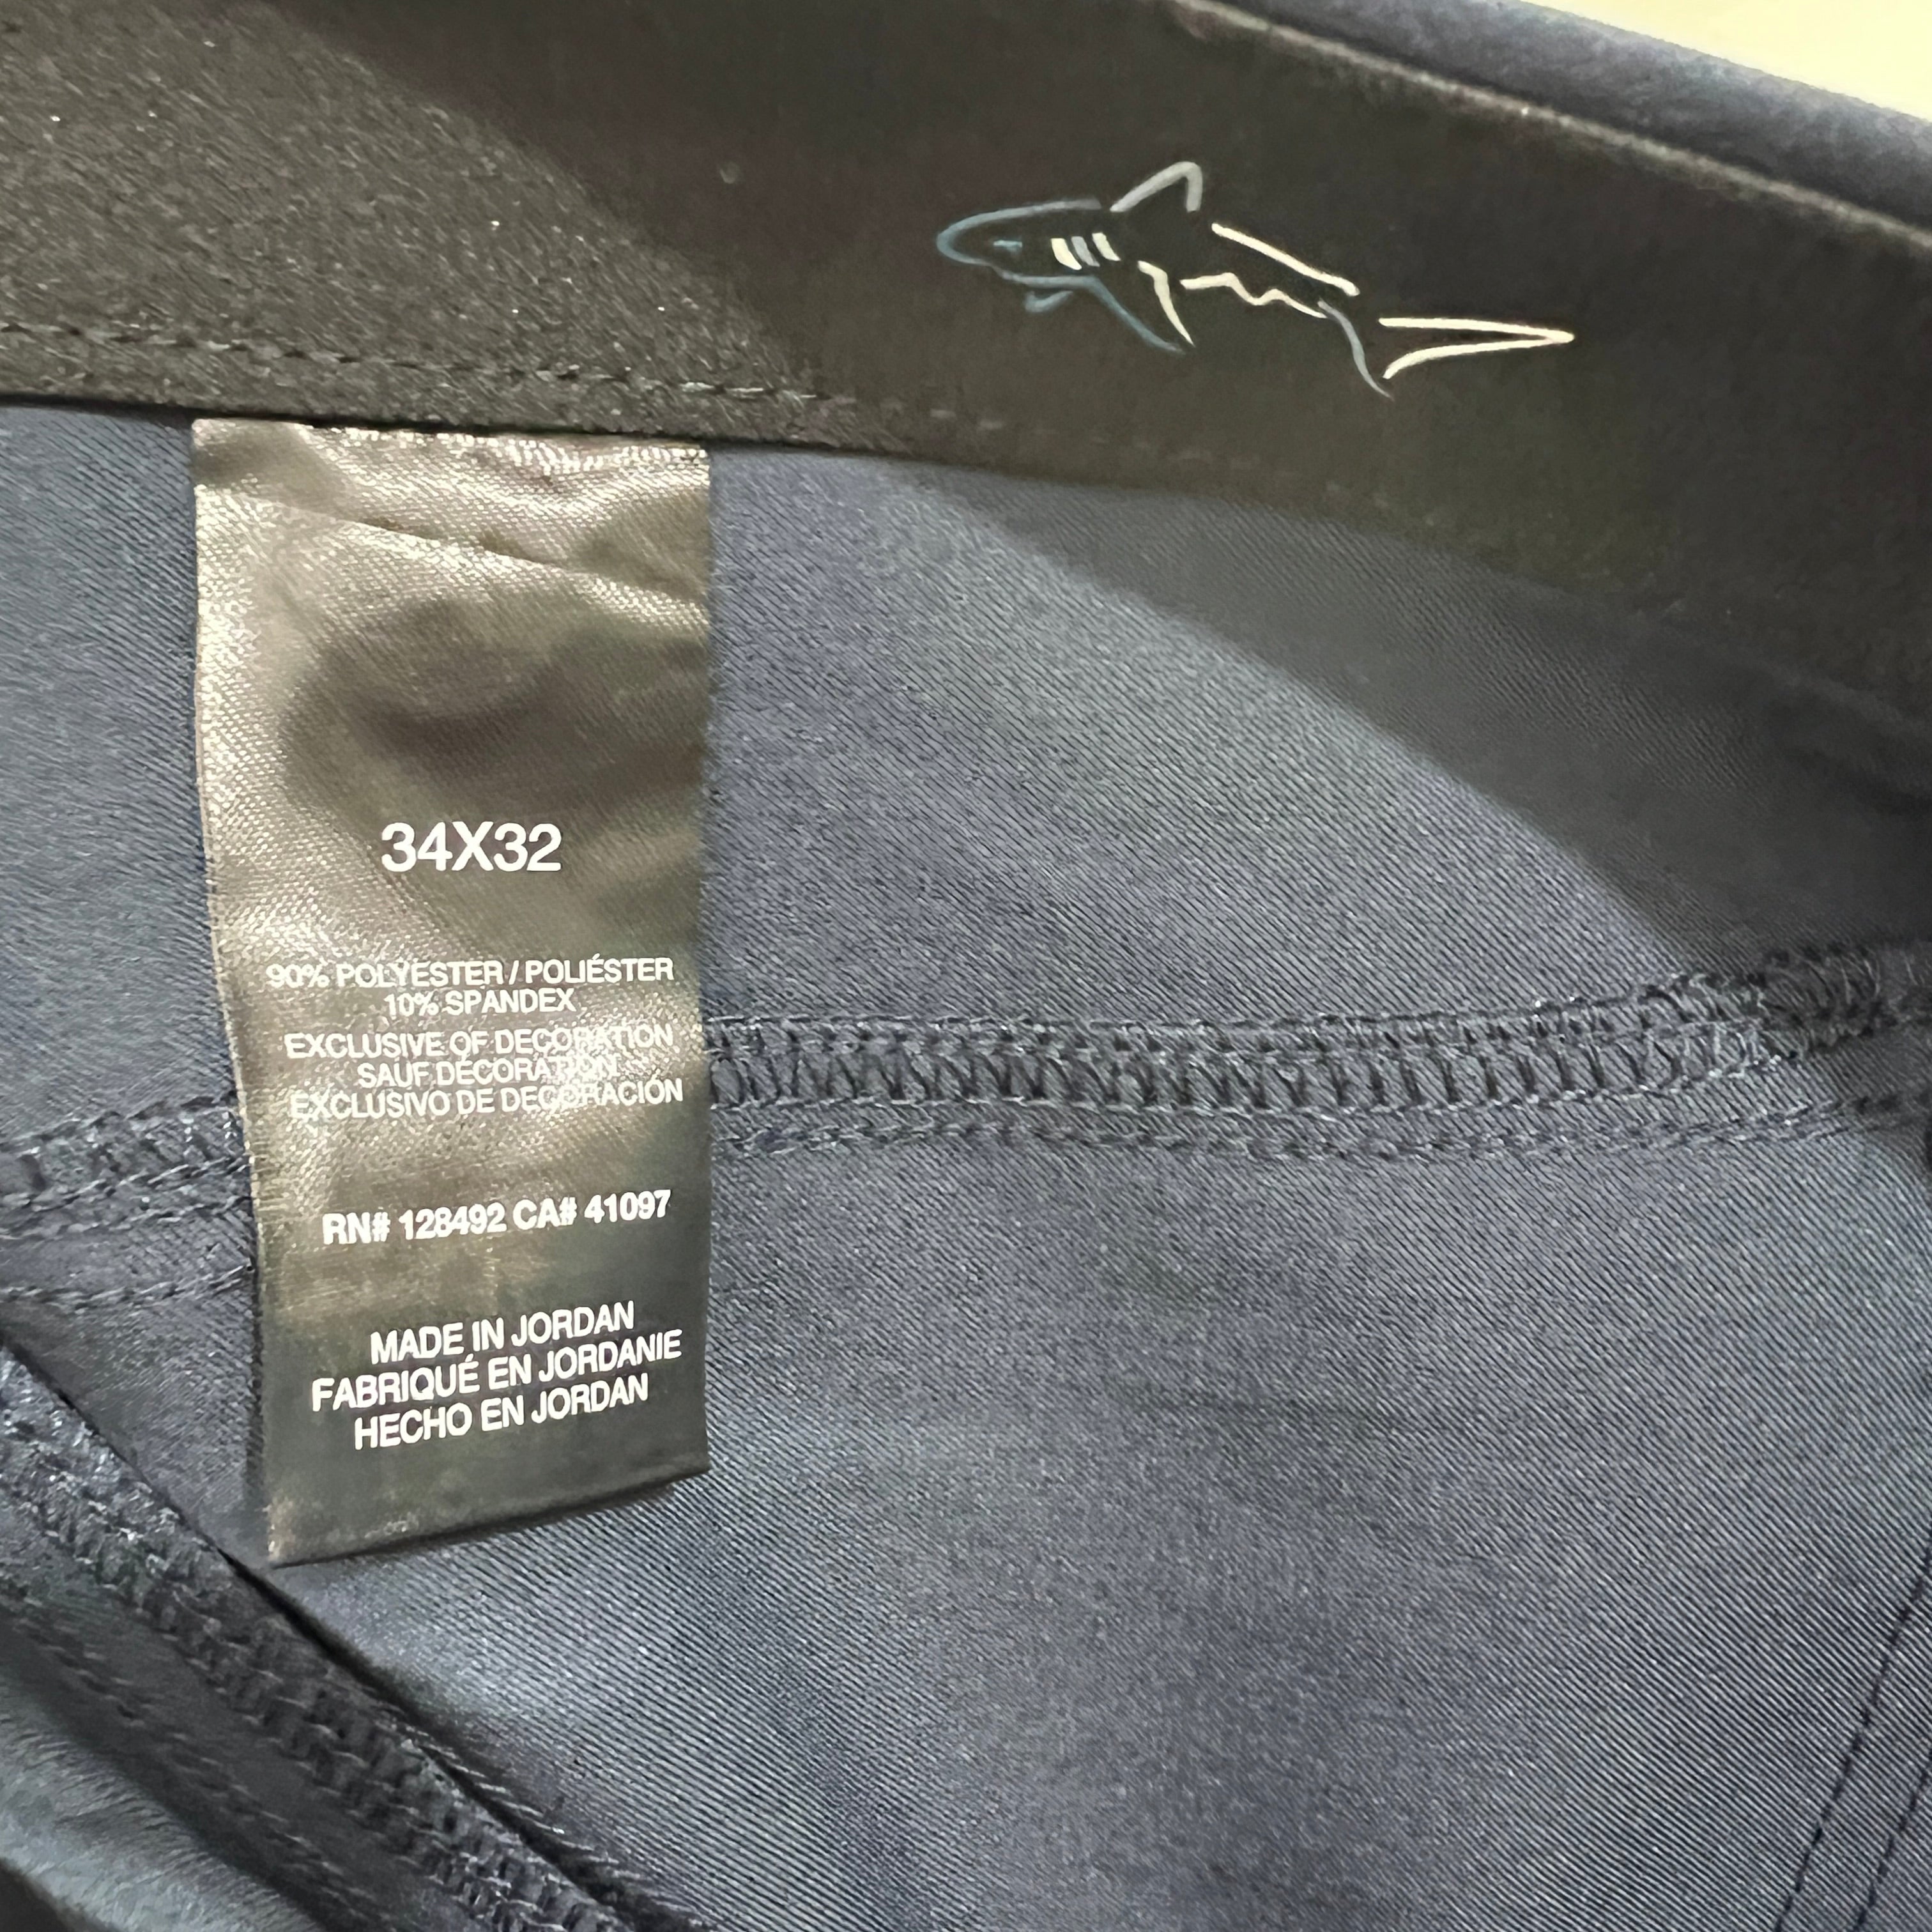 34X32
90% POLYESTER / POLIÉSTER
10% SPANDEX
EXCLUSIVE OF DECORATION
SAUF DÉCORATION
EXCLUSIVO DE DECORACIÓN
RN# 128492 CA# 41097
MADE IN JORDAN
FABRIQUÉ EN JORDANIE
HECHO EN JORDAN